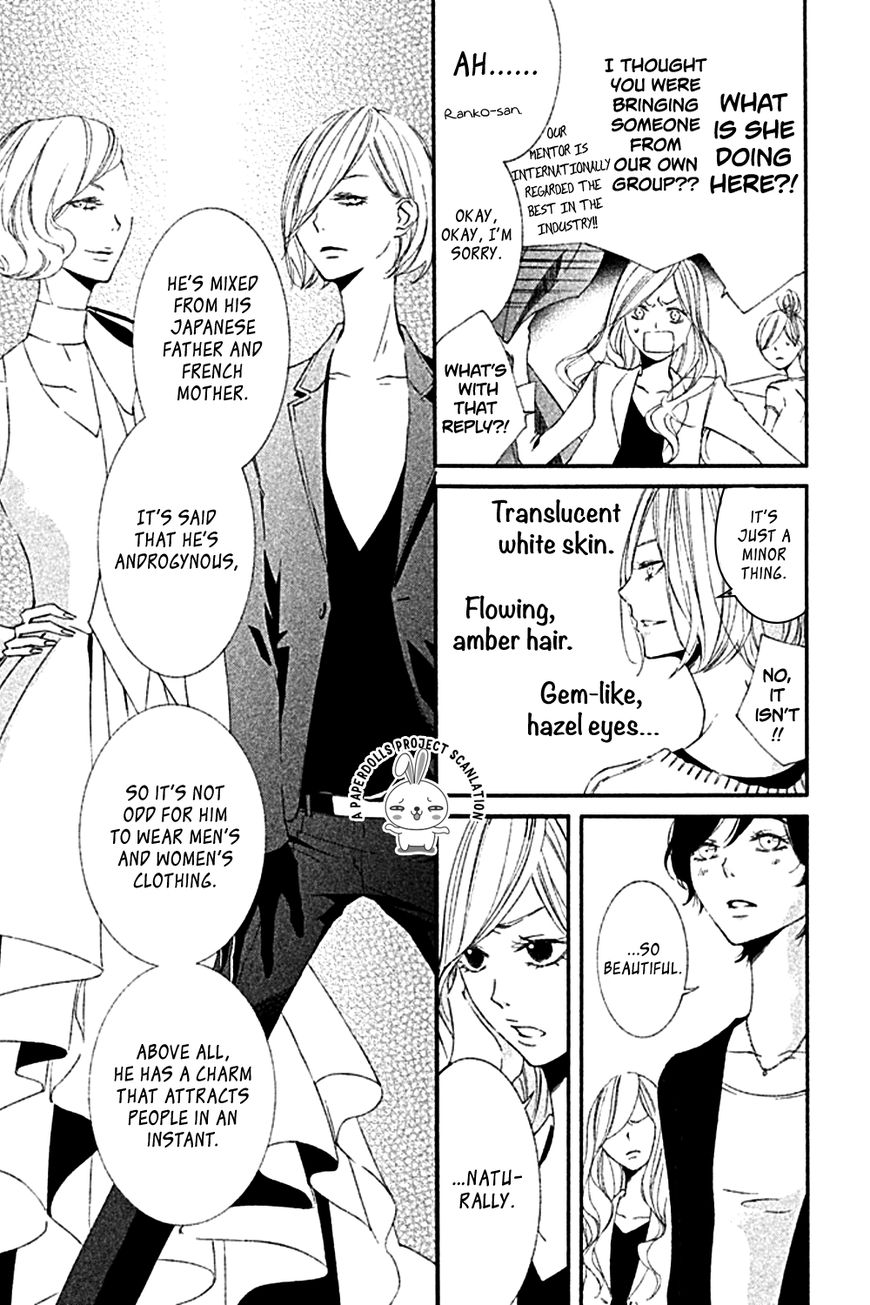 WHAT
IS SHE
DOING
HERE?!
I THOUGHT
YOU WERE
BRINGING
SOMEONE
FROM
OUR OWN
GROUP??
OUR
MENTOR IS
INTERNATIONALLY
REGARDED THE
BEST IN THE
INDUSTRY!!
AH......
Ranko-san
OKAY,
OKAY, I'M
SORRY.
WHAT'S
WITH
THAT
REPLY?!
IT'S
JUST A
MINOR
THING.
NO,
IT
ISN'T
!!
Translucent
white skin.
Flowing,
amber hair.
Gem-like,
hazel eyes...
...SO
BEAUTIFUL.
...NATU-
RALLY.
HE'S MIXED
FROM HIS
JAPANESE
FATHER AND
FRENCH
MOTHER.
IT'S SAID
THAT HE'S
ANDROGYNOUS,
SO IT'S NOT
ODD FOR HIM
TO WEAR MEN'S
AND WOMEN'S
CLOTHING.
ABOVE ALL,
HE HAS A CHARM
THAT ATTRACTS
PEOPLE IN AN
INSTANT.
A PAPERDOLLS PROJECT SCANLATION